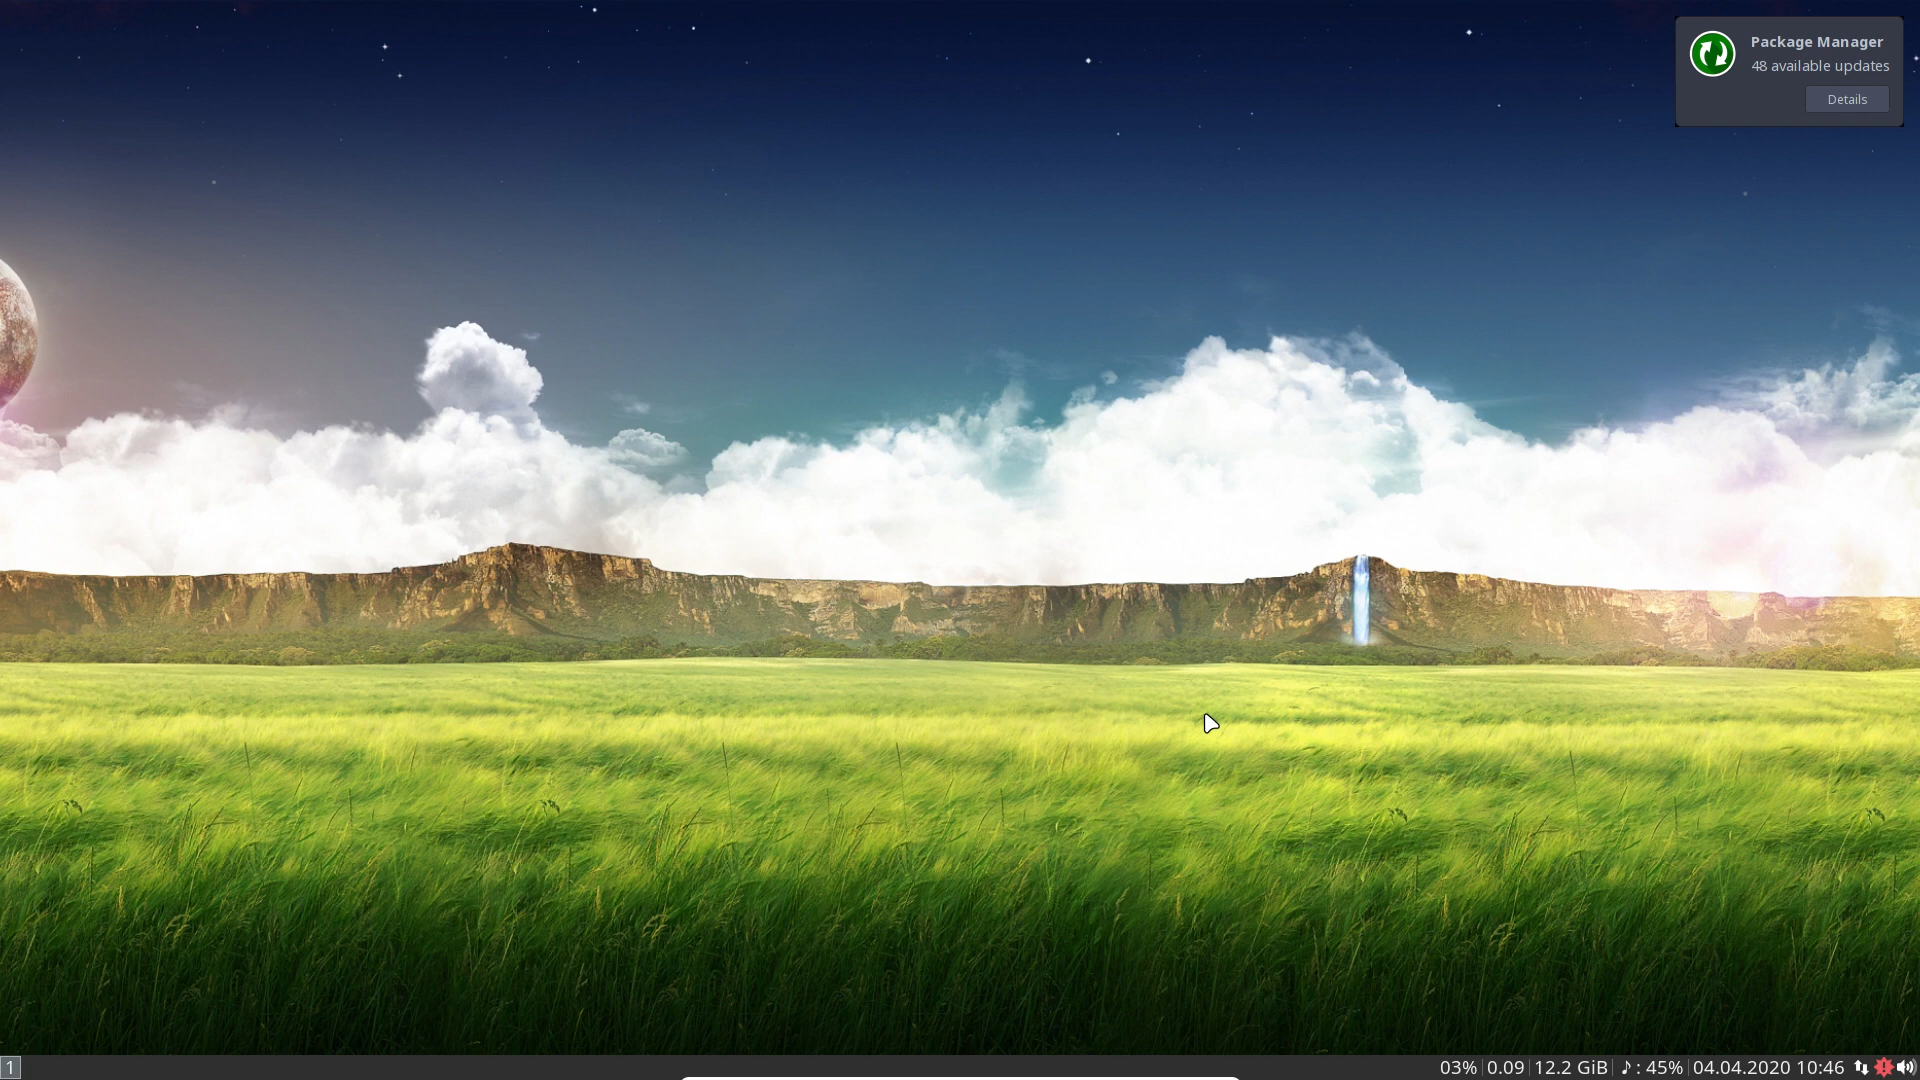 Package Manager
48 available updates
Details
1
03% 0.09 12.2 GiB ♪: 45% 04.04.2020 10:46